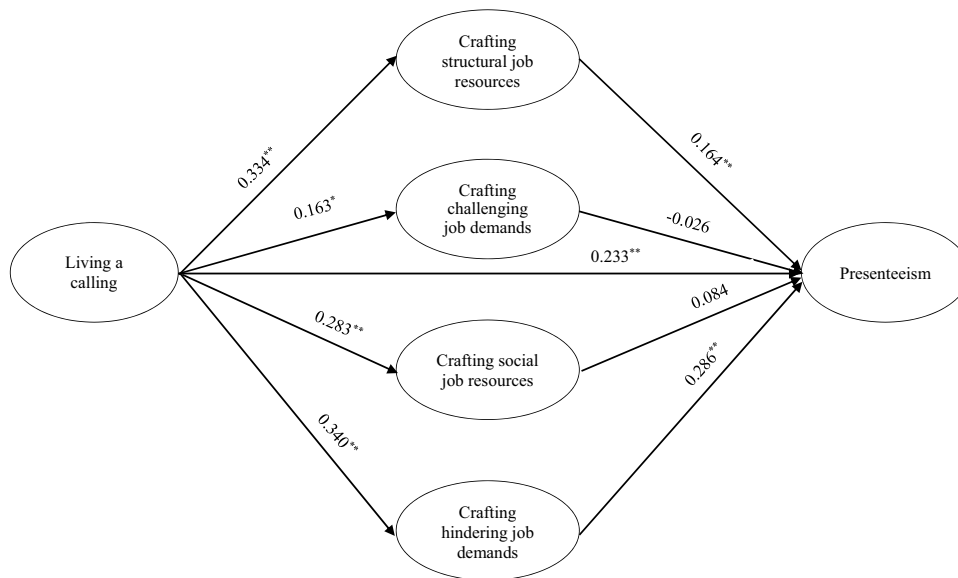 Crafting
structural job
resources
0.334**
0.164**
Crafting
challenging
job demands
0.163*
-0.026
Living a
calling
0.233**
Presenteeism
0.283**
0.084
Crafting social
job resources
0.340**
0.286**
Crafting
hindering job
demands